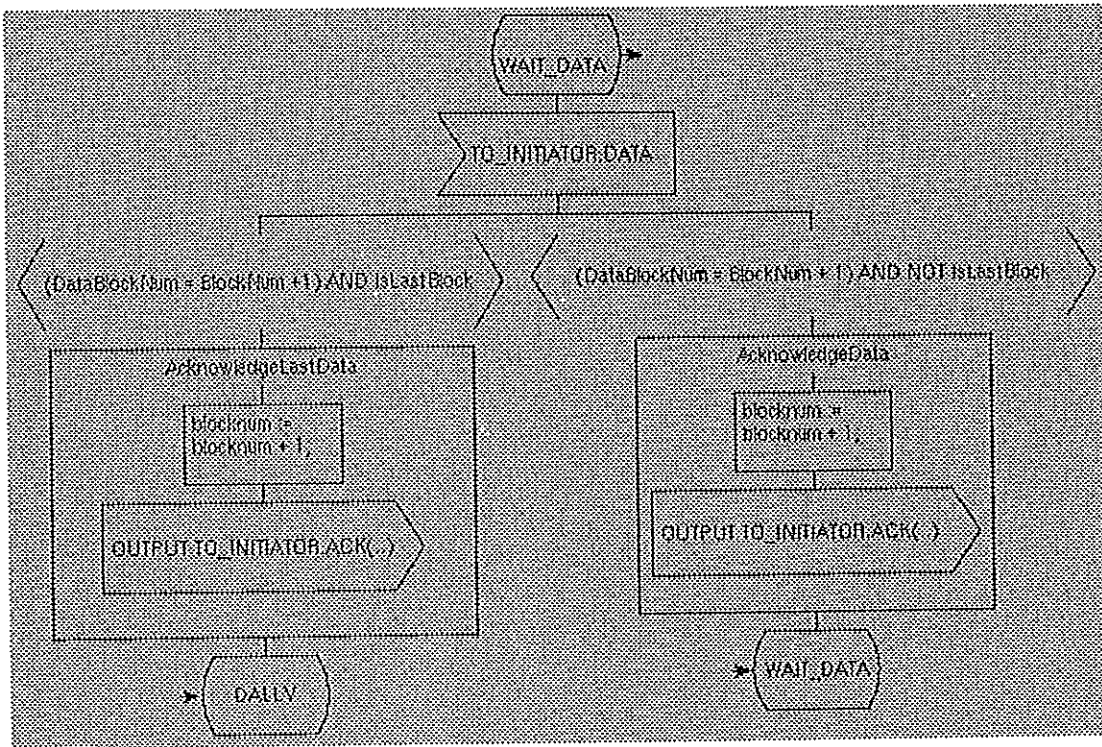 WAIT_DATA
TO_INITIATOR.DATA
(DataBlockNum = BlockNum +1) AND IsLastBlock
(DataBlockNum = BlockNum + 1) AND NOT IsLastBlock
AcknowledgeLastData
blocknum :=
blocknum + 1;
OUTPUT TO_INITIATOR.ACK(..)
DALLY
AcknowledgeData
blocknum :=
blocknum + 1;
OUTPUT TO_INITIATOR.ACK(..)
WAIT_DATA